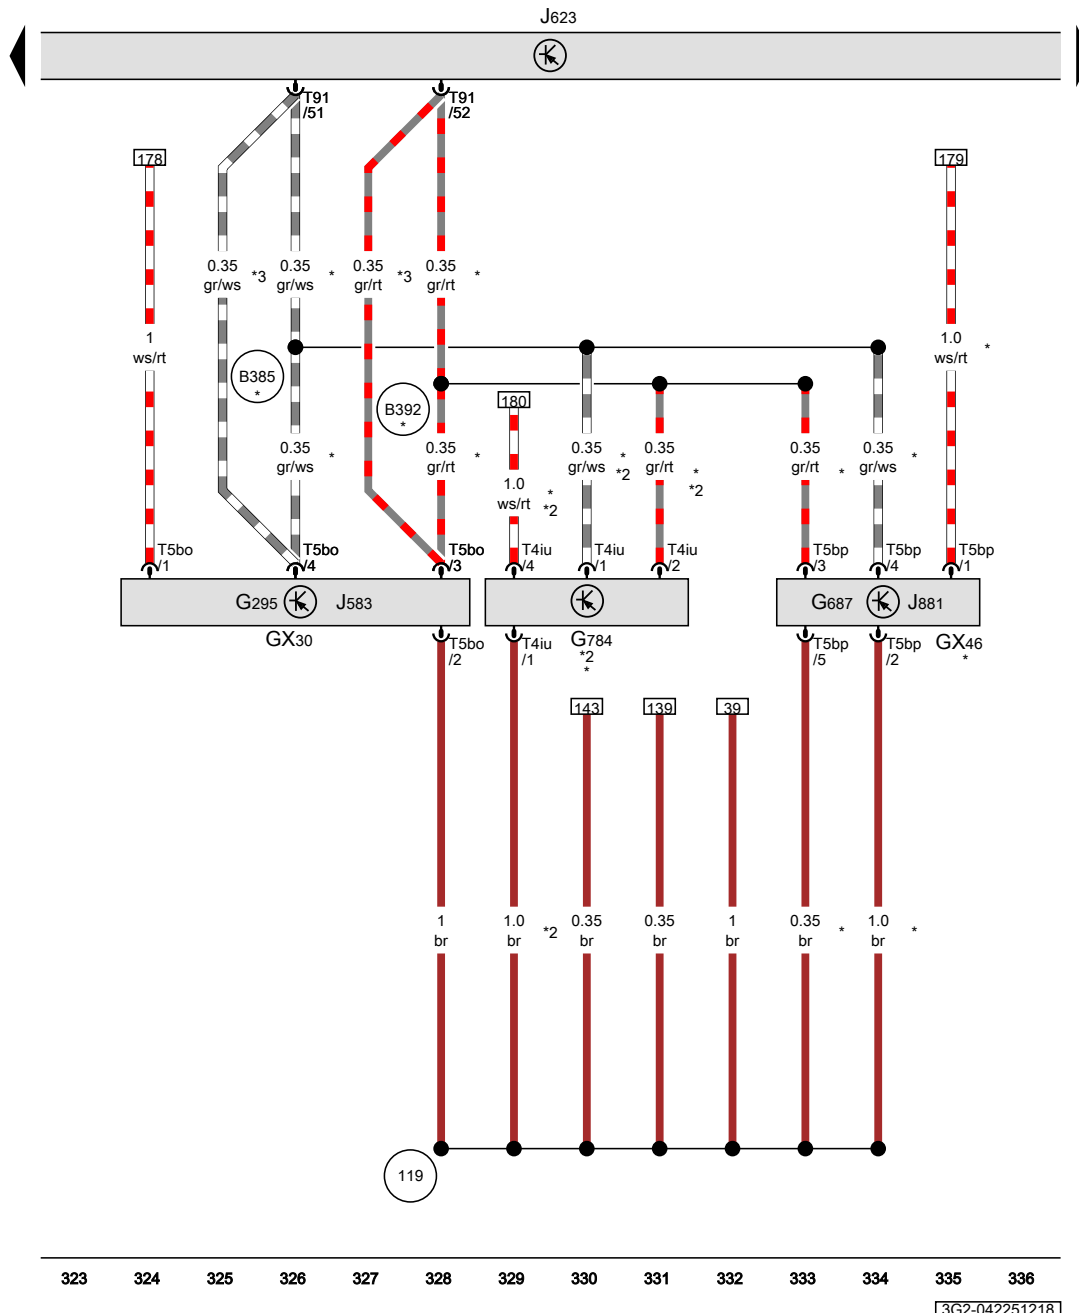 J623
T91
/51
T91
/52
178
179
0.35
gr/ws
*3
0.35
gr/ws
*
0.35
gr/rt
*3
0.35
gr/rt
*
1
ws/rt
1.0
ws/rt
*
B385
*
B392
*
180
0.35
gr/ws
*
0.35
gr/rt
*
1.0
ws/rt
*
*2
0.35
gr/ws
*
*2
0.35
gr/rt
*
*2
0.35
gr/rt
*
0.35
gr/ws
*
T5bo
/1
T5bo
/4
T5bo
/3
T4iu
/4
T4iu
/1
T4iu
/2
T5bp
/3
T5bp
/4
T5bp
/1
G295
J583
G687
J881
GX30
T5bo
/2
T4iu
/1
G784
*2
*
T5bp
/5
T5bp
/2
GX46
*
143
139
39
1
br
1.0
br
*2
0.35
br
0.35
br
1
br
0.35
br
*
1.0
br
*
119
323 324 325 326 327 328 329 330 331 332 333 334 335 336
3G2-042251218